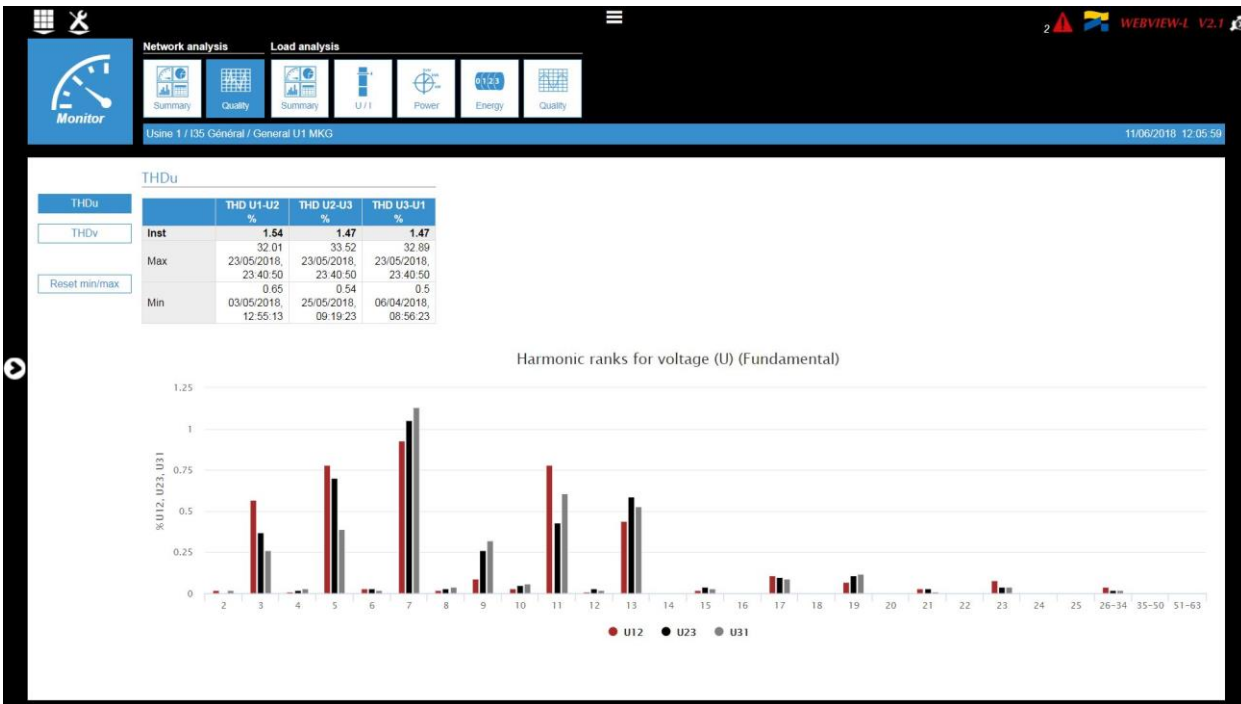 2 WEBVIEW-L V2.1
Network analysis Load analysis
Monitor
Summary Quality Summary U / I Power 0123 Energy Quality
Usine 1 / I35 Général / General U1 MKG 11/06/2018 12:05:59
THDu
THDu
THDv
Reset min/max
THD U1-U2 THD U2-U3 THD U3-U1
% % %
Inst 1.54 1.47 1.47
32.01 33.52 32.89
Max 23/05/2018, 23/05/2018, 23/05/2018,
23:40:50 23:40:50 23:40:50
0.65 0.54 0.5
Min 03/05/2018, 25/05/2018, 06/04/2018,
12:55:13 09:19:23 08:56:23
Harmonic ranks for voltage (U) (Fundamental)
% U12, U23, U31
1.25
1
0.75
0.5
0.25
0
2 3 4 5 6 7 8 9 10 11 12 13 14 15 16 17 18 19 20 21 22 23 24 25 26-34 35-50 51-63
U12 U23 U31